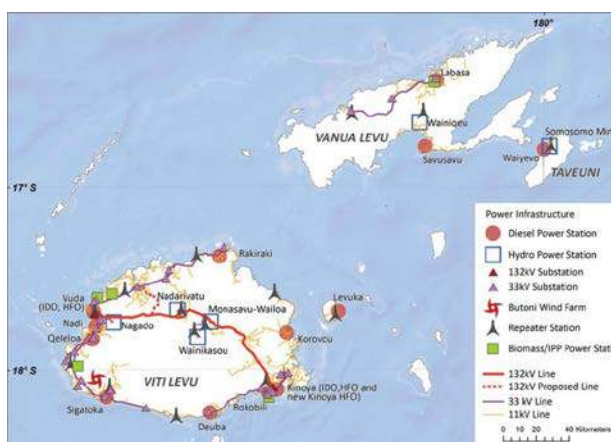 180°
Labasa
Wainiqeu
VANUA LEVU
Somosomo Min
Savusavu
Waiyevo
TAVEUNI
17° S
Power Infrastructure
Diesel Power Station
Hydro Power Station
132kV Substation
33kV Substation
Butoni Wind Farm
Repeater Station
Biomass/IPP Power Stati
132kV Line
132kV Proposed Line
33 kV Line
11kV Line
0 10 20 40 Kilometers
Rakiraki
Vuda
(IDO, HFO)
Nadarivatu
Monasavu-Wailoa
Levuka
Nadi
Nagado
Qeleloa
Wainikasou
Korovou
18° S
VITI LEVU
Kinoya (IDO,HFO and
new Kinoya HFO)
Rokobili
Sigatoka
Deuba